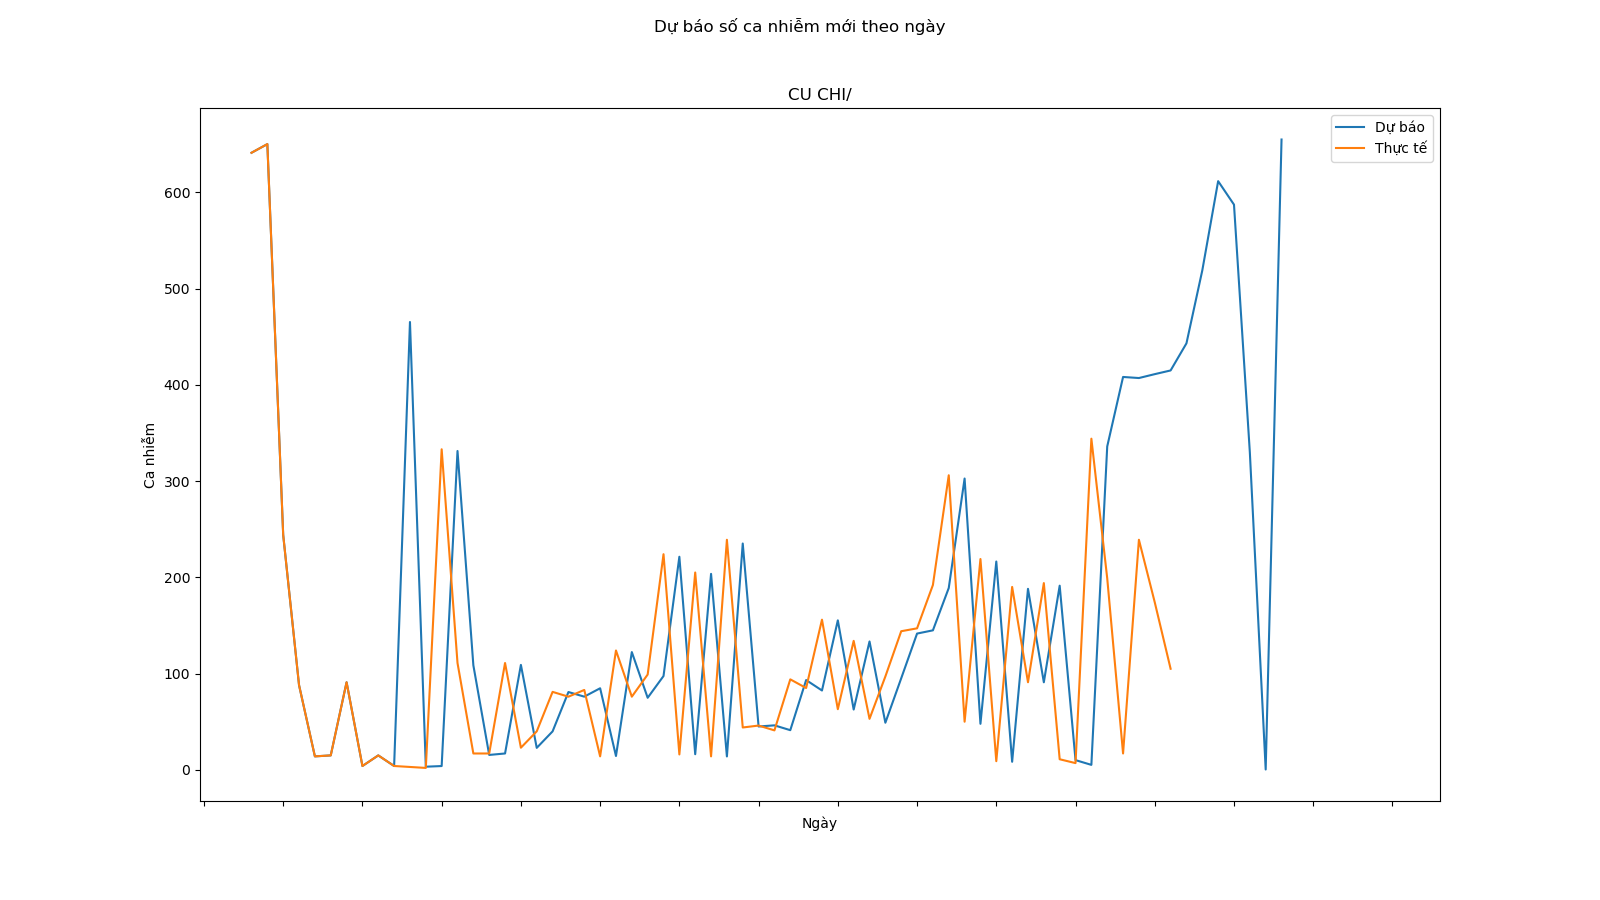 Dự báo số ca nhiễm mới theo ngày
CU CHI/
Dự báo
Thực tế
600
500
400
300
200
100
0
Ca nhiễm
Ngày